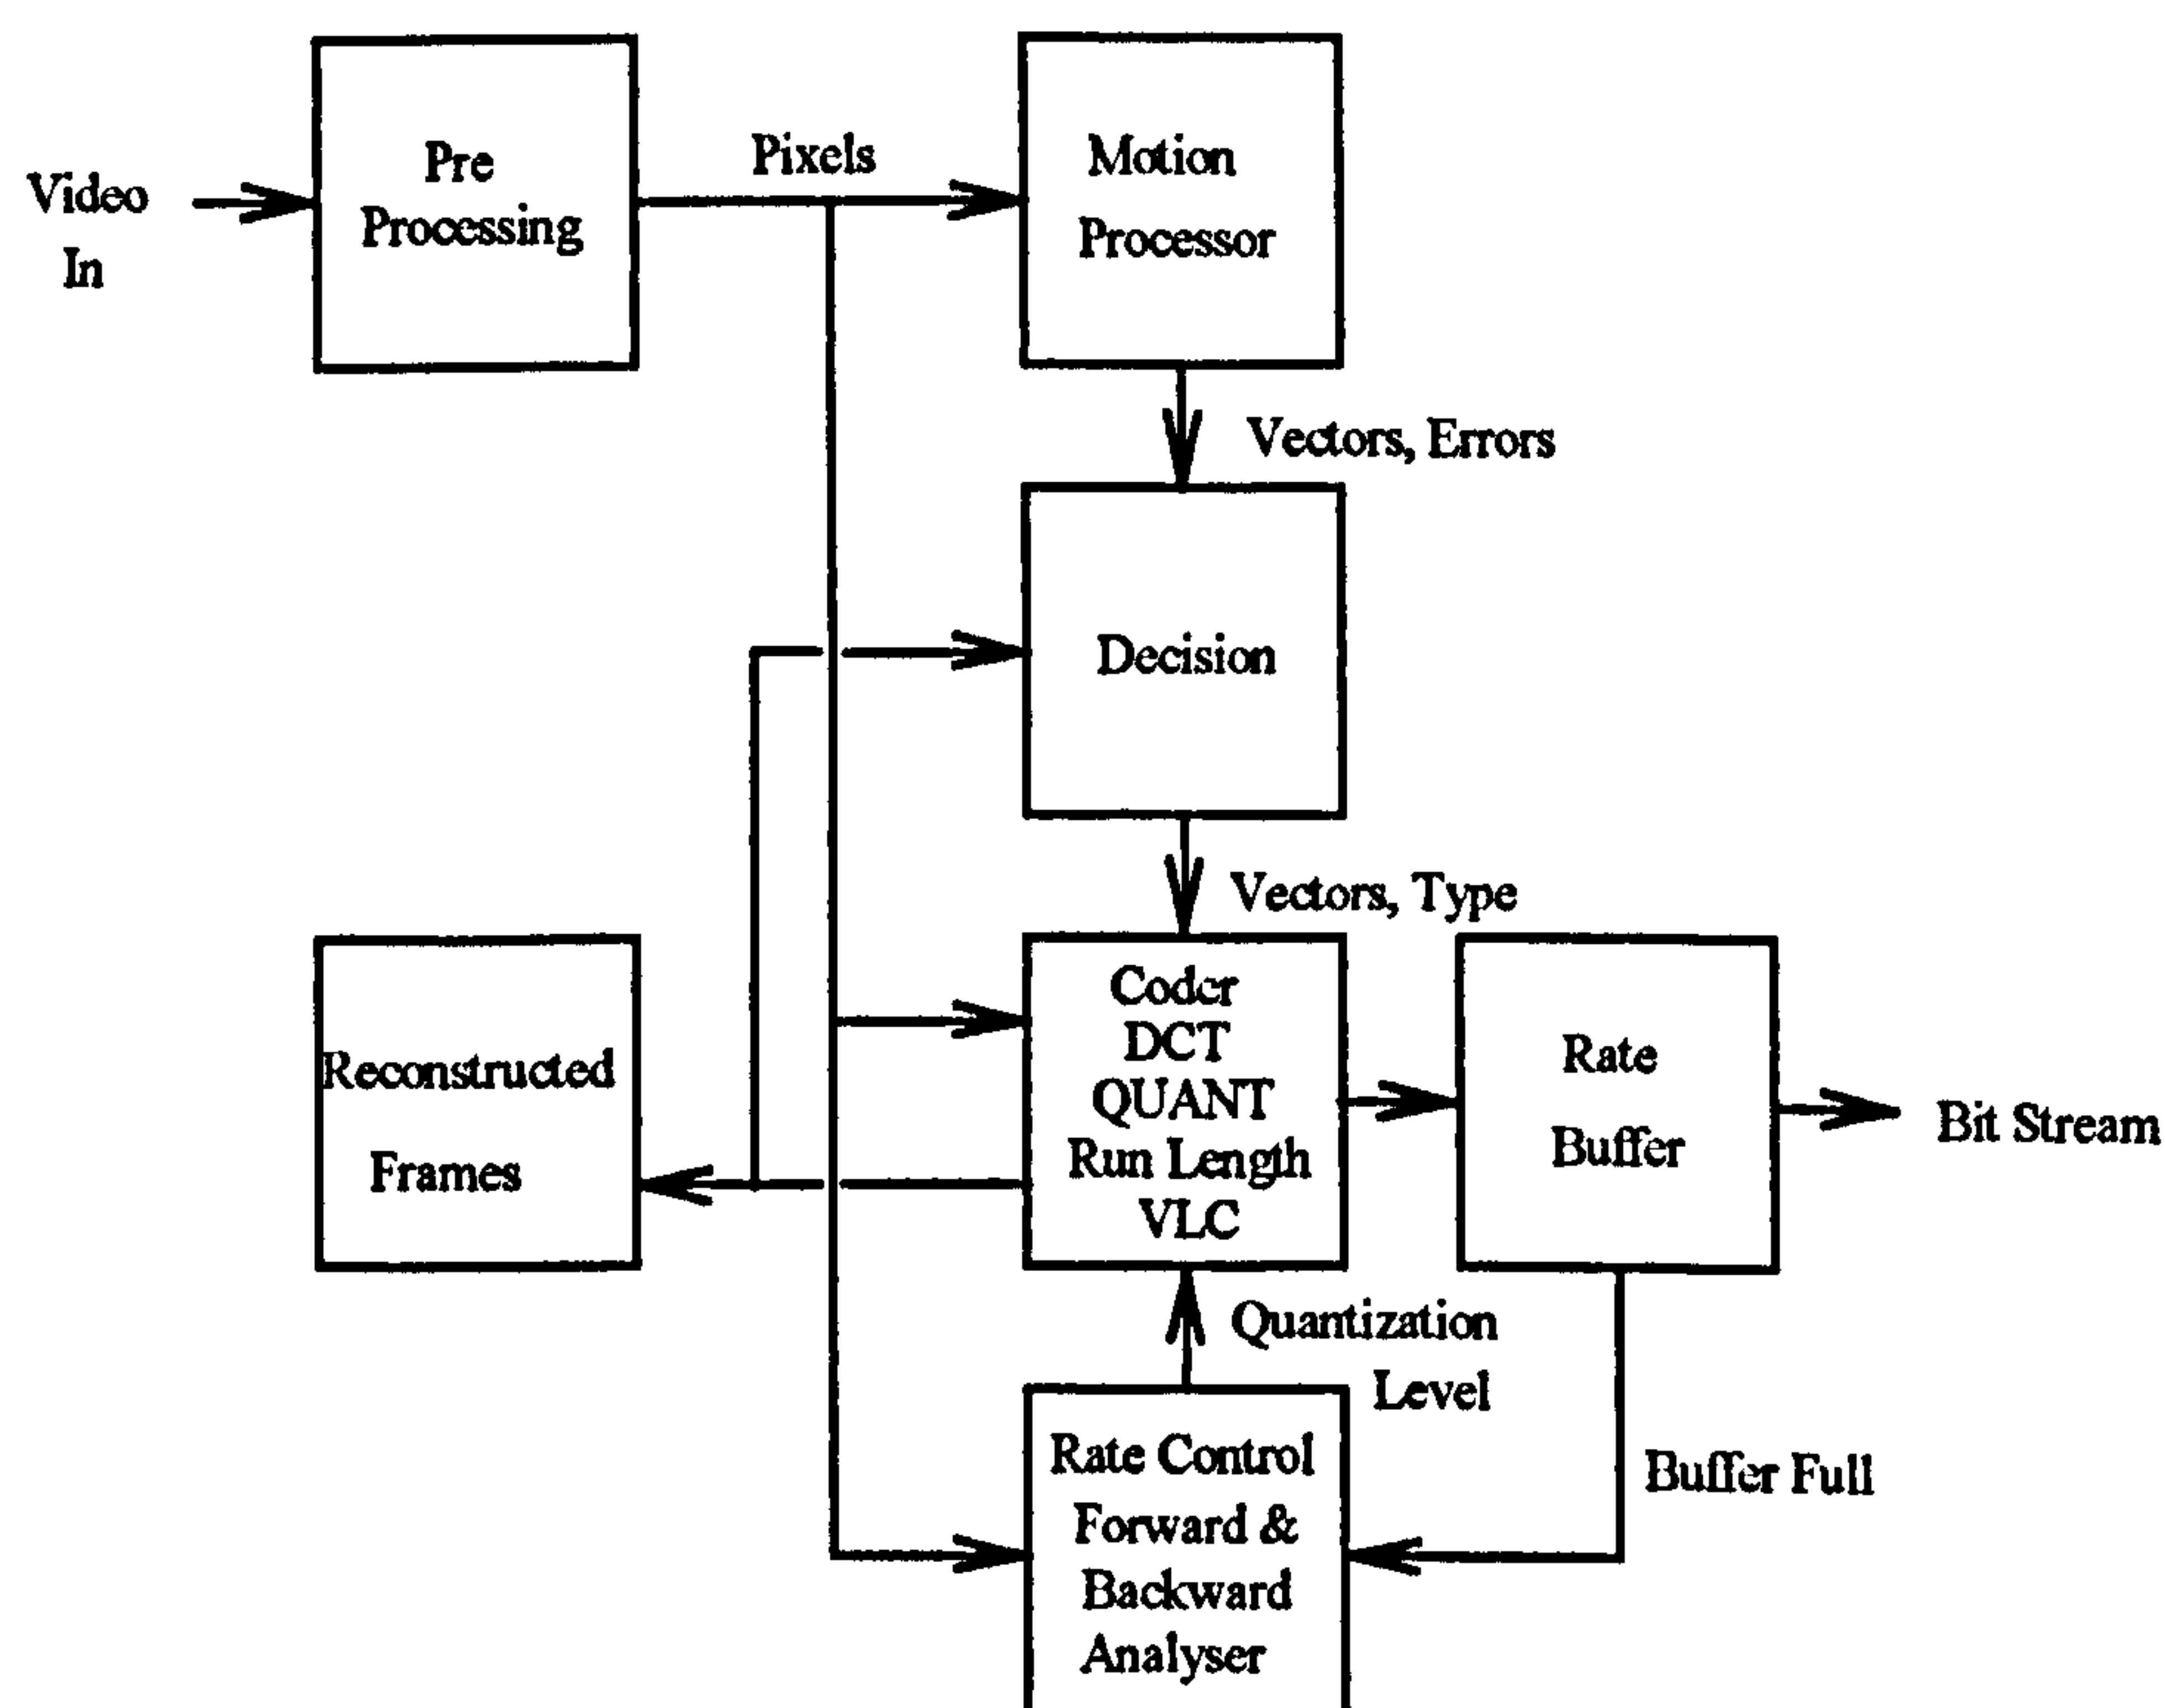 Video
In
Pre
Processing
Pixels
Motion
Processor
Vectors, Errors
Decision
Vectors, Type
Reconstructed
Frames
Coder
DCT
QUANT
Run Length
VLC
Rate
Buffer
Bit Stream
Quantization
Level
Rate Control
Forward &
Backward
Analyser
Buffer Full